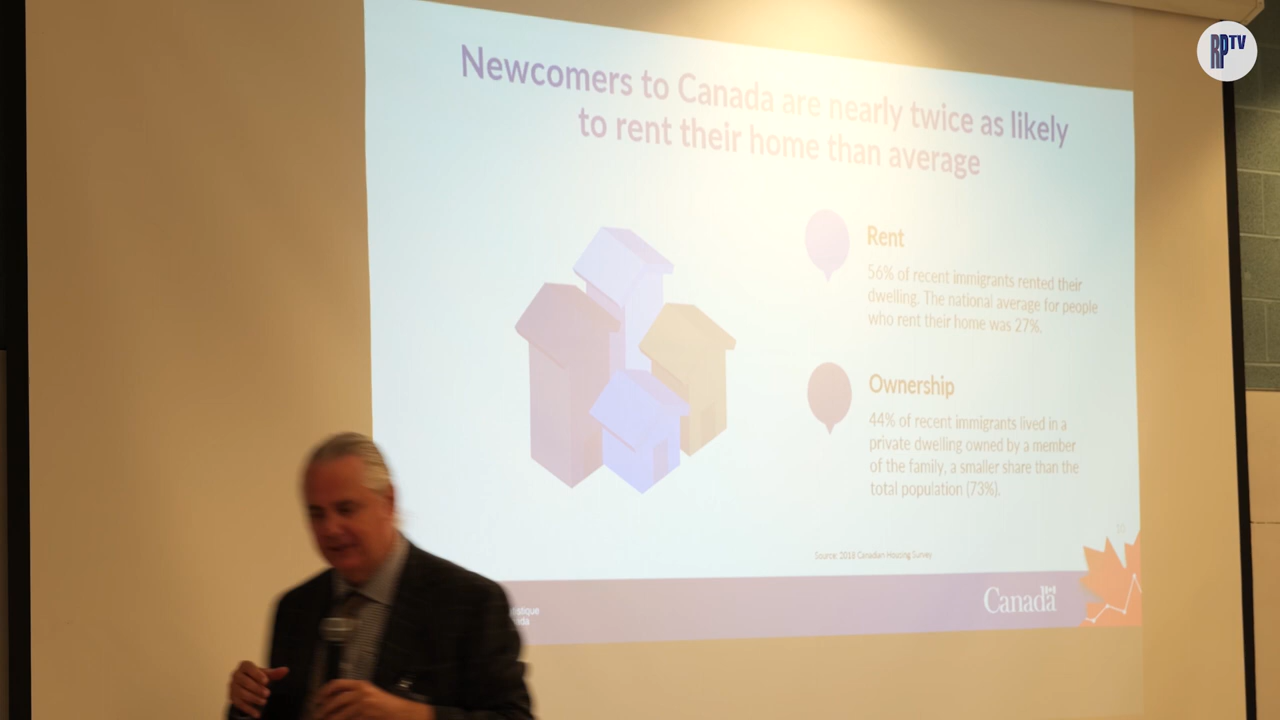 RPTV
Newcomers to Canada are nearly twice as likely
to rent their home than average
Rent
56% of recent immigrants rented their
dwelling. The national average for people
who rent their home was 27%.
Ownership
44% of recent immigrants lived in a
private dwelling owned by a member
of the family, a smaller share than the
total population (73%).
Source: 2018 Canadian Housing Survey
Canada